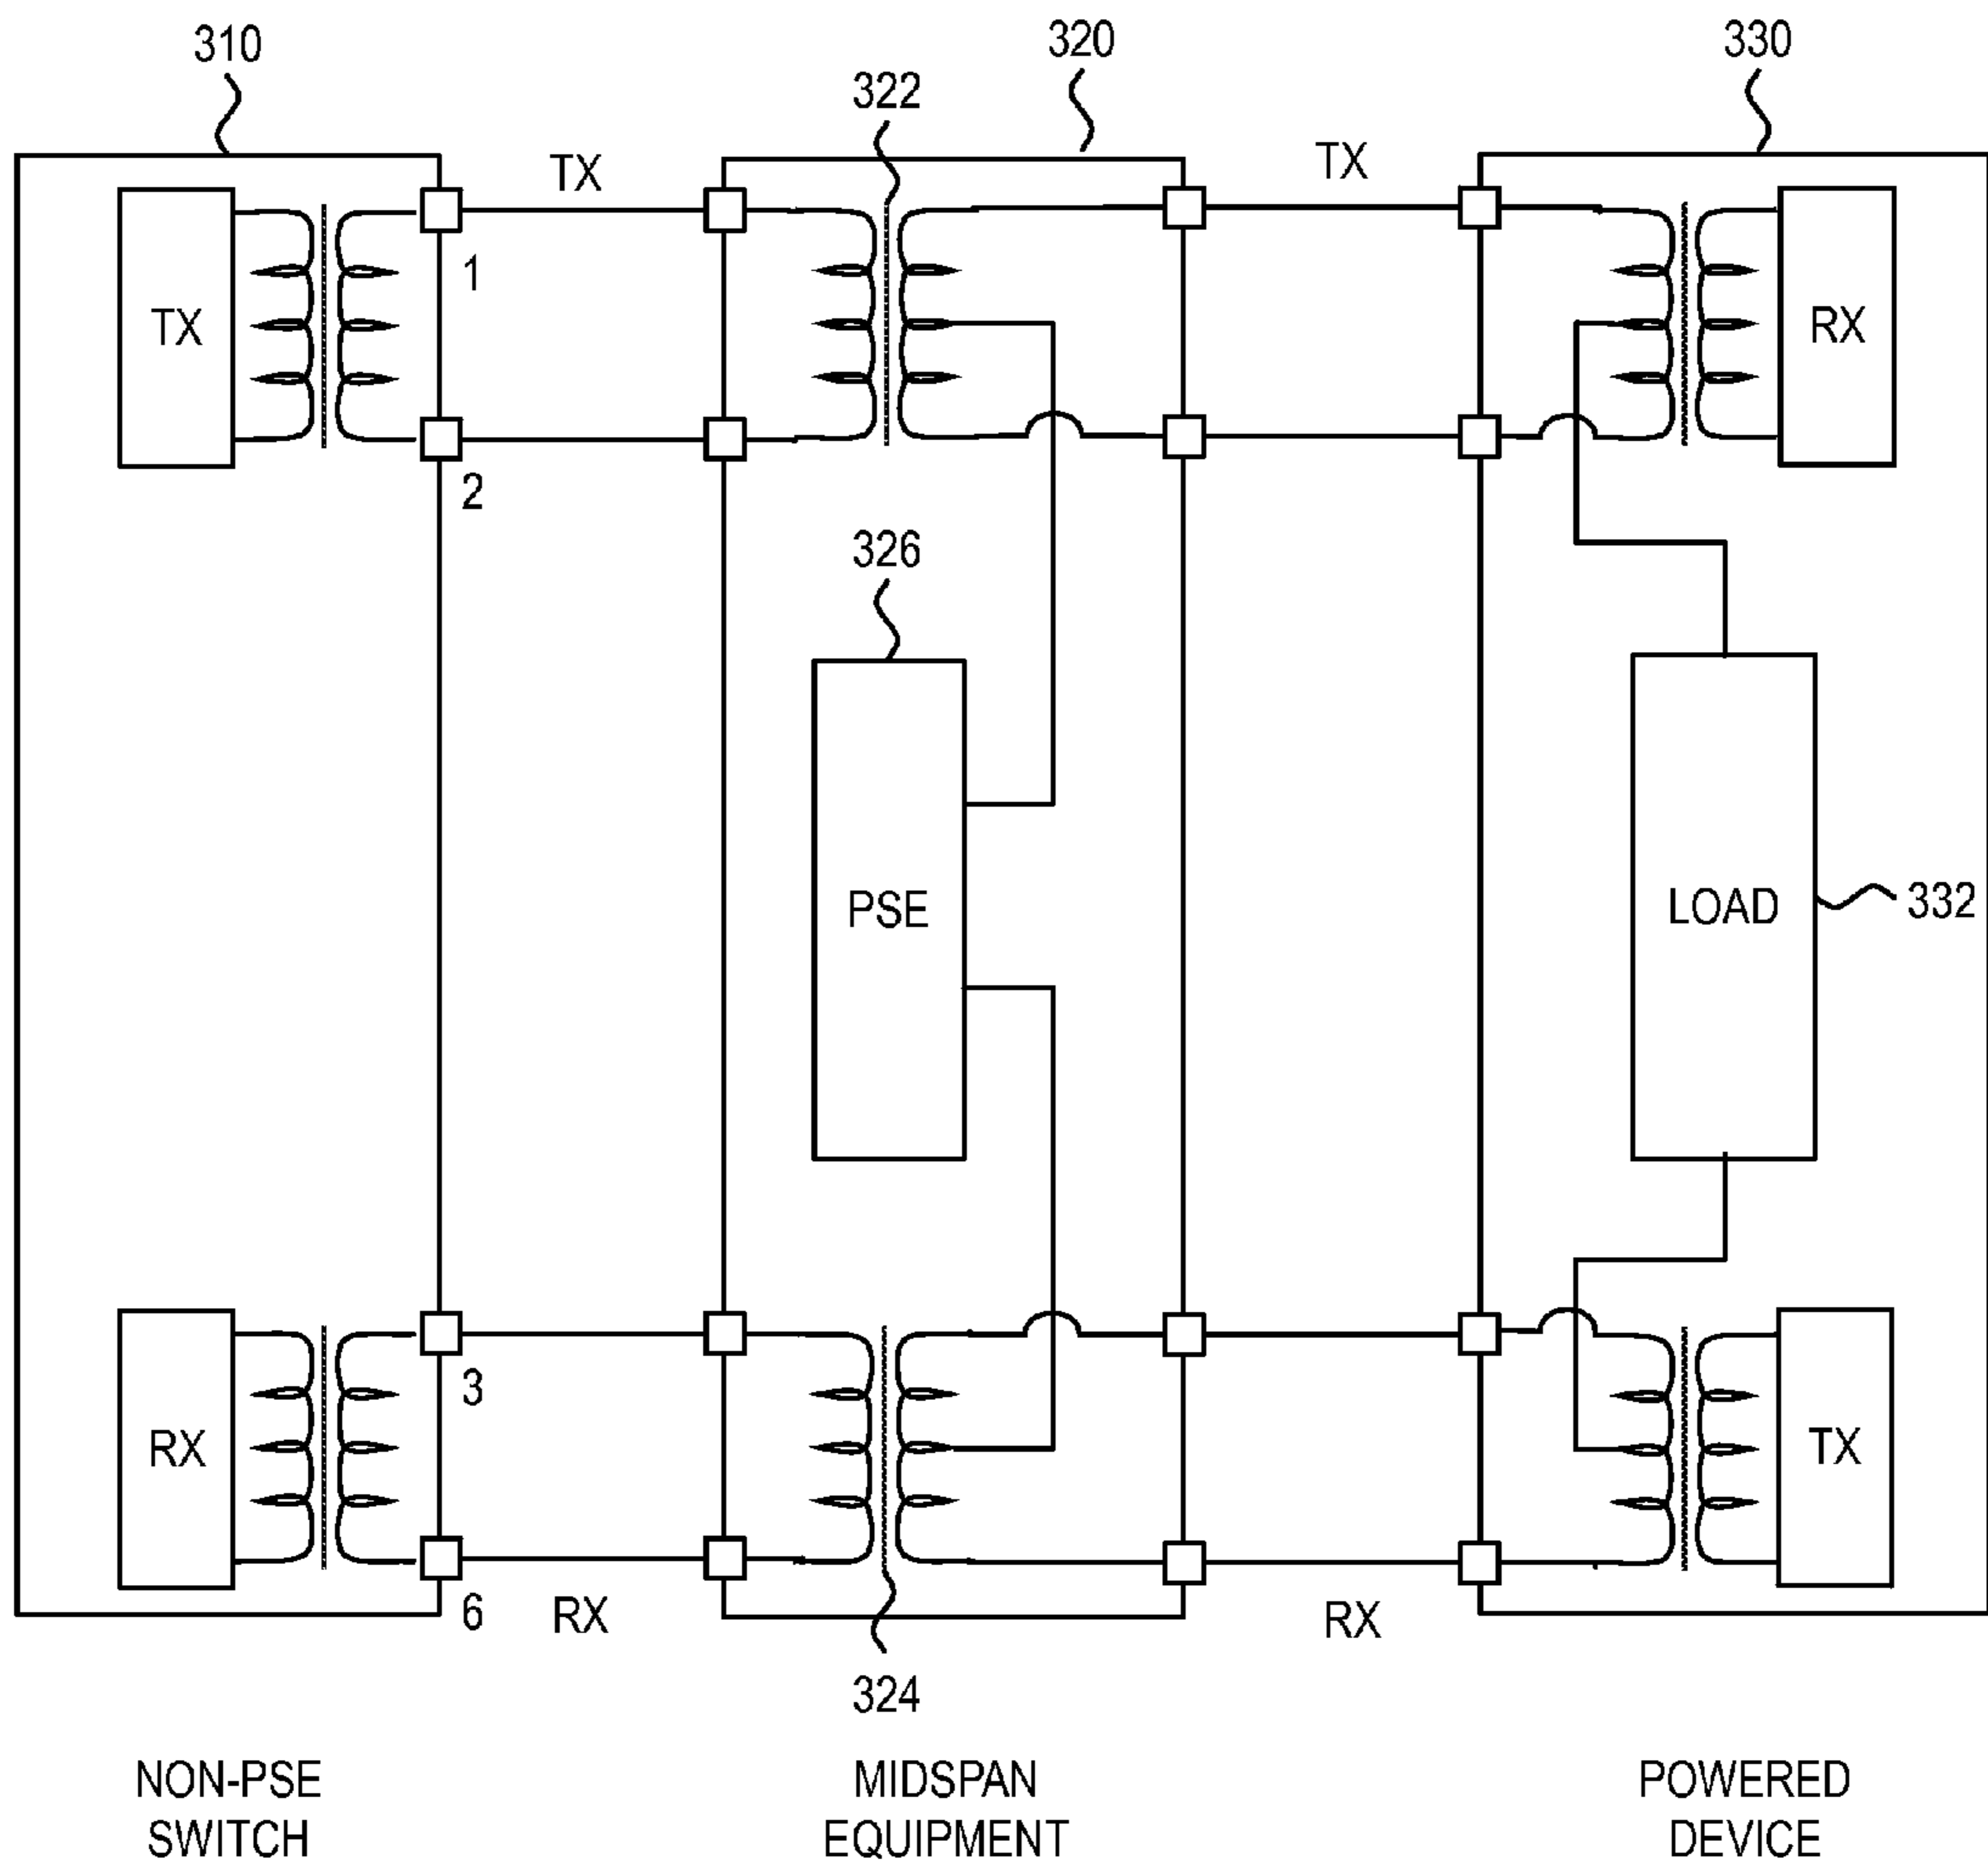 310
320
330
322
TX
TX
1
TX
RX
2
326
PSE
LOAD
332
3
RX
TX
6
RX
RX
324
NON-PSE
SWITCH
MIDSPAN
EQUIPMENT
POWERED
DEVICE